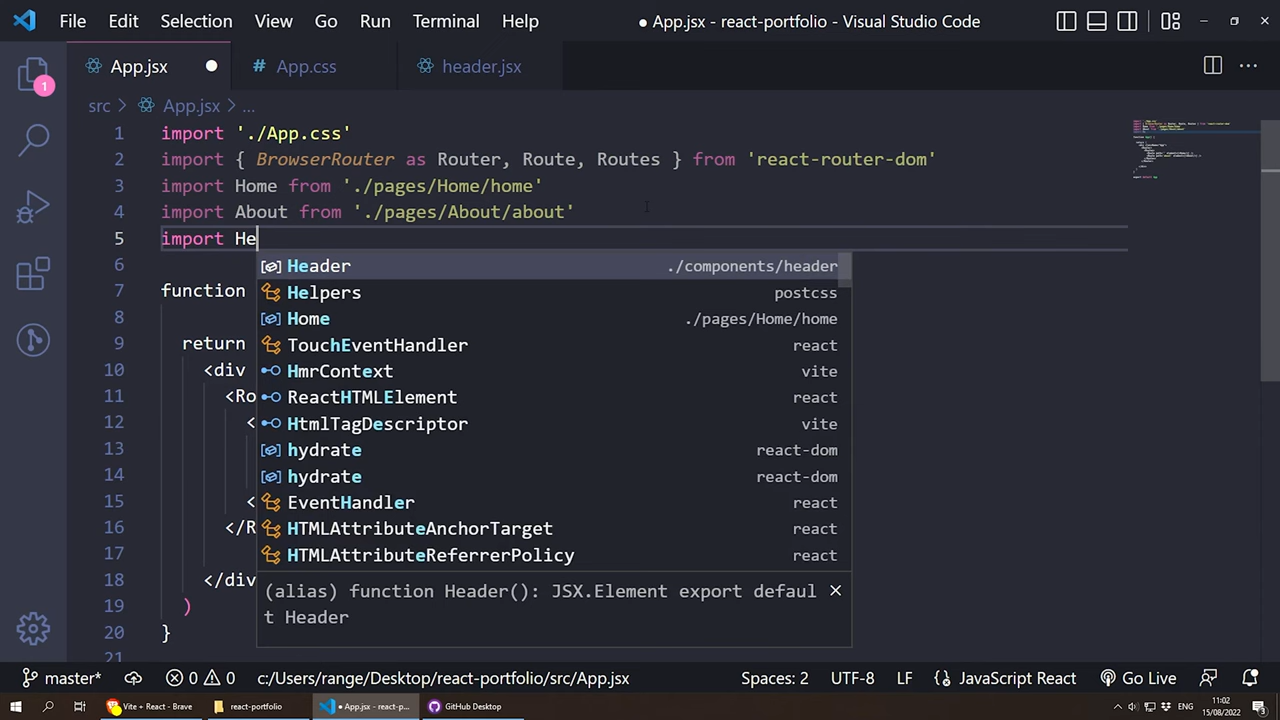 File Edit Selection View Go Run Terminal Help ● App.jsx - react-portfolio - Visual Studio Code
1
App.jsx # App.css header.jsx
src > App.jsx > ...
1 import './App.css'
2 import { BrowserRouter as Router, Route, Routes } from 'react-router-dom'
3 import Home from './pages/Home/home'
4 import About from './pages/About/about'
5 import He
Header ./components/header
6
Helpers postcss
7 function
Home ./pages/Home/home
8
TouchEventHandler react
9 return
HmrContext vite
10 <div
ReactHTMLElement react
11 <Ro
HtmlTagDescriptor vite
12 <
hydrate react-dom
13
hydrate react-dom
14
EventHandler react
15 <
HTMLAttributeAnchorTarget react
16 </R
HTMLAttributeReferrerPolicy react
17
18 </div
(alias) function Header(): JSX.Element export defaul
t Header
19 )
20 }
21
master* 0 0 c:/Users/range/Desktop/react-portfolio/src/App.jsx Spaces: 2 UTF-8 LF JavaScript React Go Live
Vite + React - Brave react-portfolio ● App.jsx - react-p... GitHub Desktop 11:02
15/08/2022
3